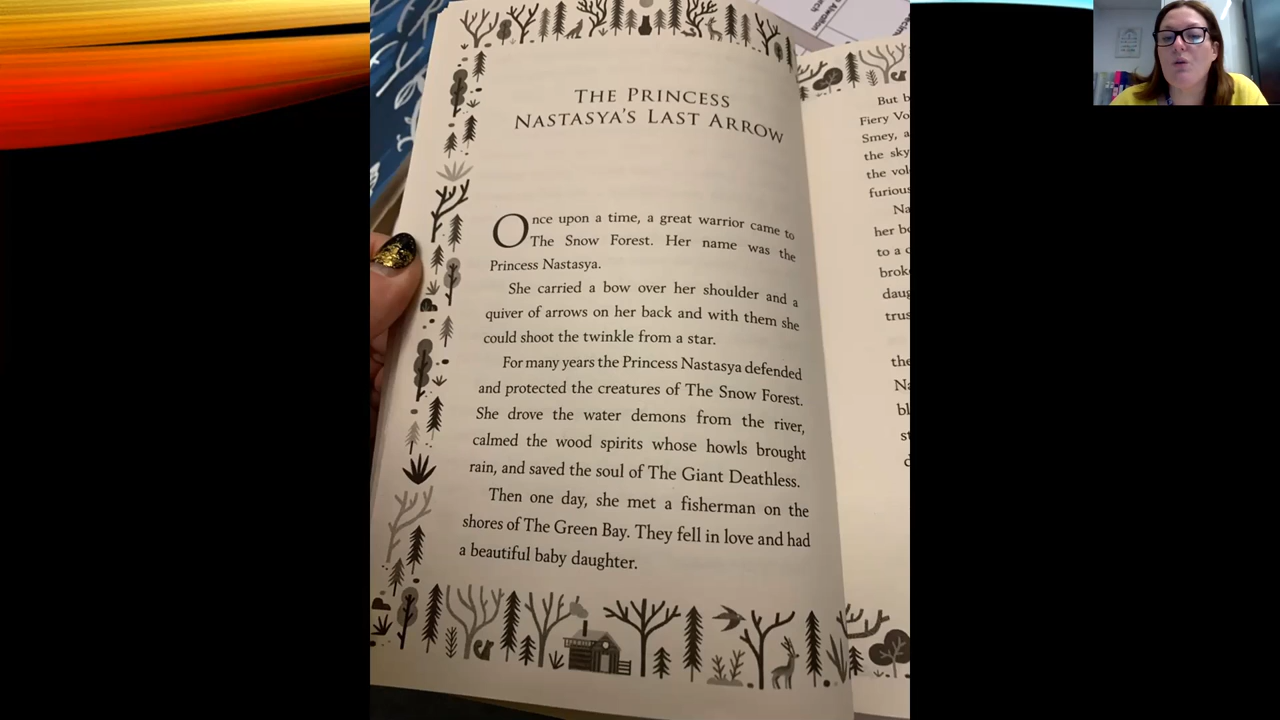 THE PRINCESS
NASTASYA'S LAST ARROW
Once upon a time, a great warrior came to
The Snow Forest. Her name was the
Princess Nastasya.
She carried a bow over her shoulder and a
quiver of arrows on her back and with them she
could shoot the twinkle from a star.
For many years the Princess Nastasya defended
and protected the creatures of The Snow Forest.
She drove the water demons from the river,
calmed the wood spirits whose howls brought
rain, and saved the soul of The Giant Deathless.
Then one day, she met a fisherman on the
shores of The Green Bay. They fell in love and had
a beautiful baby daughter.
But b
Fiery Vo
Smey, a
the sky
the vol
furious
Na
her bo
to a c
broke
daug
trus
the
Na
bl
st
d